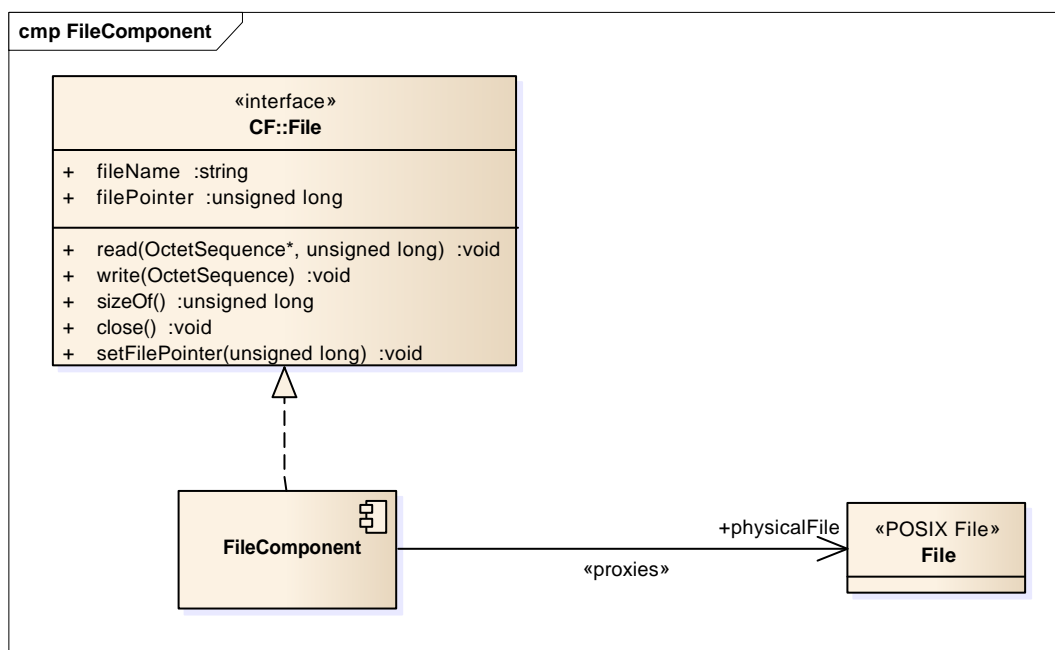 cmp FileComponent
«interface»
CF::File
+ fileName :string
+ filePointer :unsigned long
+ read(OctetSequence*, unsigned long) :void
+ write(OctetSequence) :void
+ sizeOf() :unsigned long
+ close() :void
+ setFilePointer(unsigned long) :void
FileComponent
+physicalFile
«proxies»
«POSIX File»
File